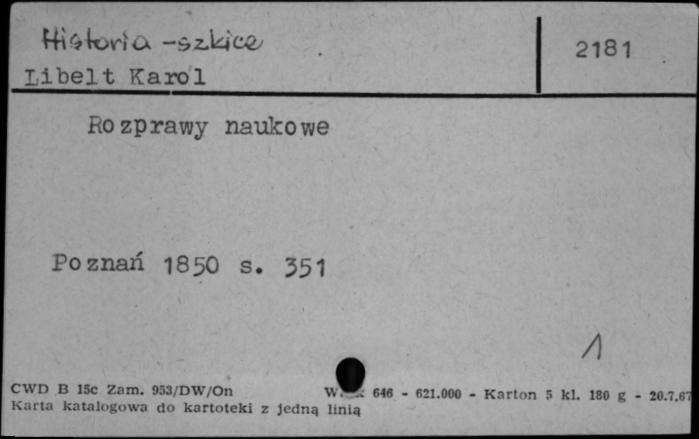 Historia - szkice
2181
Libelt Karol
Rozprawy naukowe
Poznań 1850 s. 351
1
CWD B 15c Zam. 953/DW/On 646 - 621.000 - Karton 5 kl. 180 g - 20.7.67
Karta katalogowa do kartoteki z jedną linią